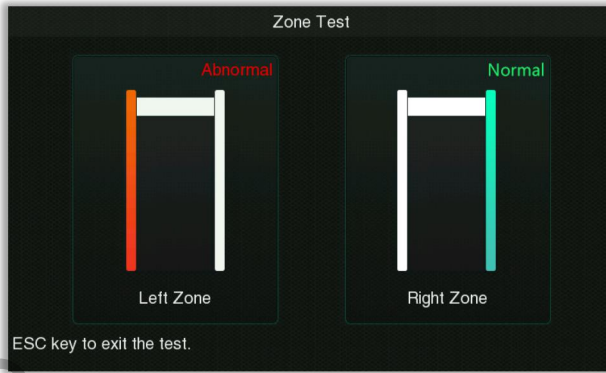 Zone Test
Abnormal
Left Zone
Normal
Right Zone
ESC key to exit the test.